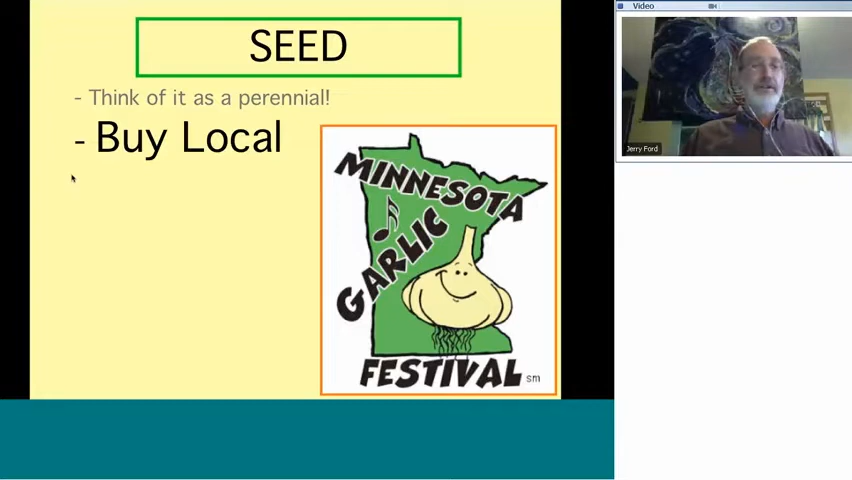 Video
SEED
- Think of it as a perennial!
- Buy Local
MINNESOTA
GARLIC
FESTIVAL sm
Jerry Ford